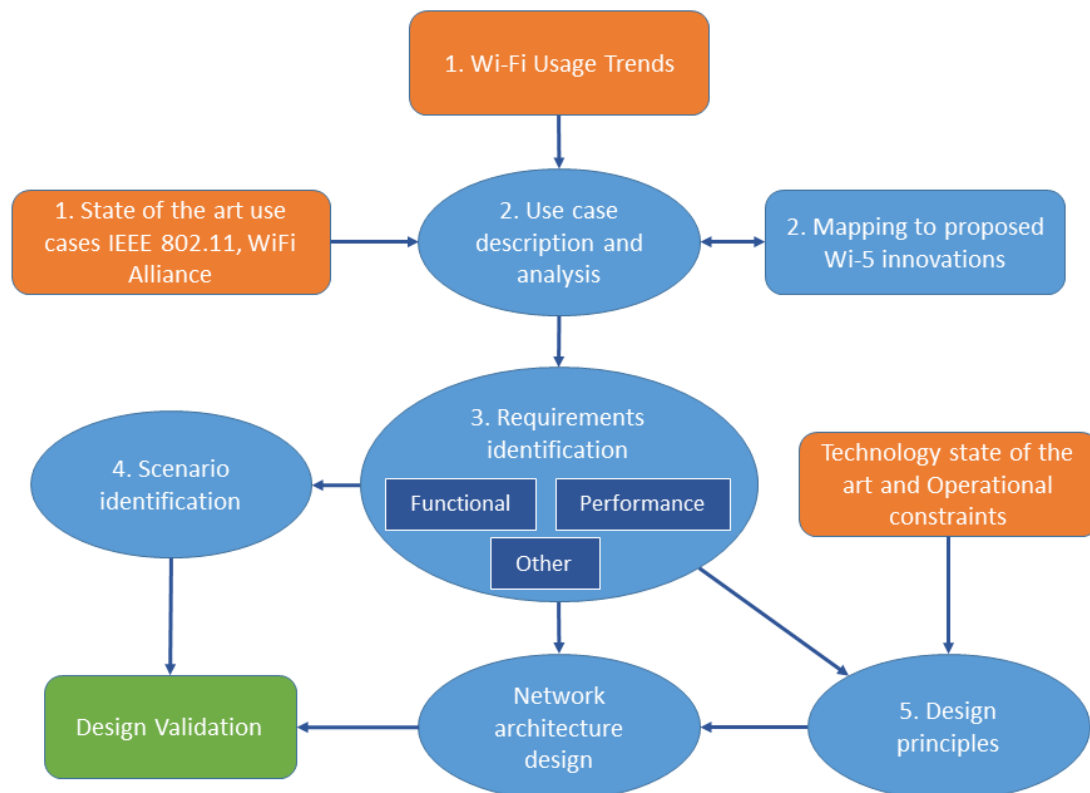 1. Wi-Fi Usage Trends
1. State of the art use
cases IEEE 802.11, WiFi
Alliance
2. Use case
description and
analysis
2. Mapping to proposed
Wi-5 innovations
3. Requirements
identification
Functional
Performance
Other
4. Scenario
identification
Technology state of the
art and Operational
constraints
Design Validation
Network
architecture
design
5. Design
principles